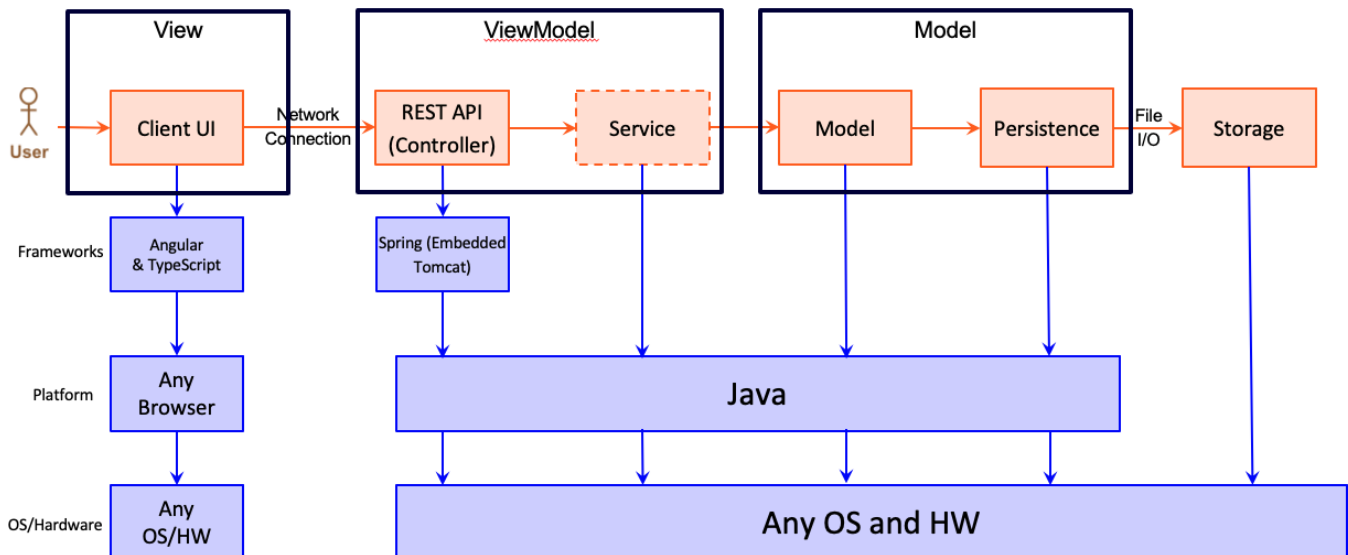 View
ViewModel
Model
User
Client UI
Network
Connection
REST API
(Controller)
Service
Model
Persistence
File
I/O
Storage
Frameworks
Angular
& TypeScript
Spring (Embedded
Tomcat)
Platform
Any
Browser
Java
OS/Hardware
Any
OS/HW
Any OS and HW